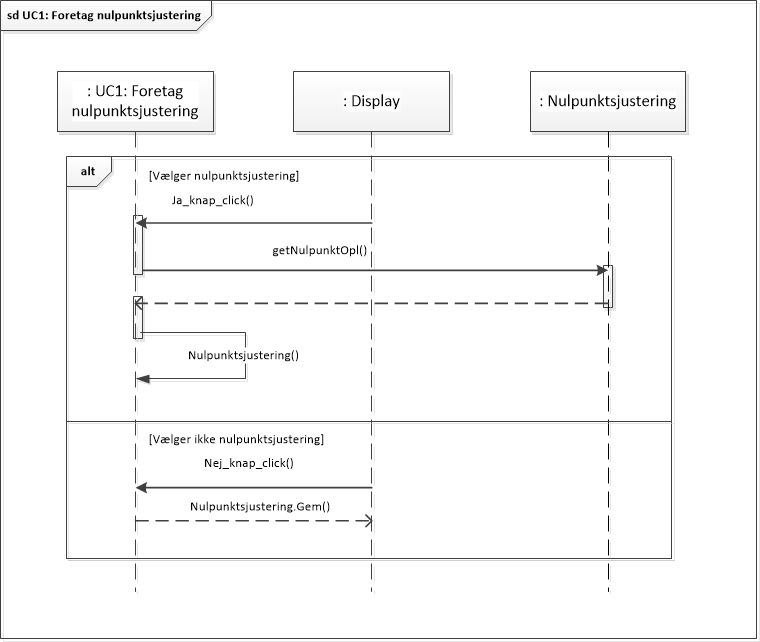 sd UC1: Foretag nulpunktsjustering
: UC1: Foretag
nulpunktsjustering
: Display
: Nulpunktsjustering
alt
[Vælger nulpunktsjustering]
Ja_knap_click()
getNulpunktOpl()
Nulpunktsjustering()
[Vælger ikke nulpunktsjustering]
Nej_knap_click()
Nulpunktsjustering.Gem()